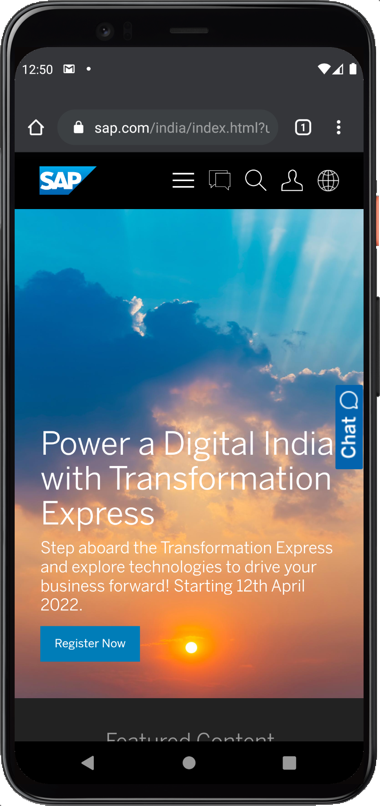 12:50
sap.com/india/index.html?u
1
SAP
Power a Digital India
with Transformation
Express
Chat
Step aboard the Transformation Express
and explore technologies to drive your
business forward! Starting 12th April
2022.
Register Now
Featured Content